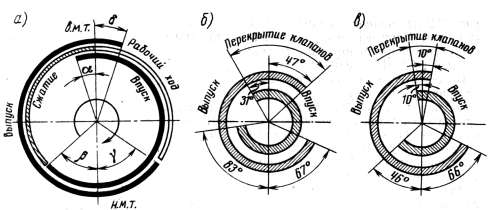 а)
в.м.т.
δ
Рабочий ход
Сжатие
α
Впуск
Выпуск
β
γ
н.м.т.
б)
Перекрытие клапанов
47°
Выпуск
31°
Впуск
83°
67°
в)
Перекрытие клапанов
10°
Выпуск
10°
Впуск
46°
66°